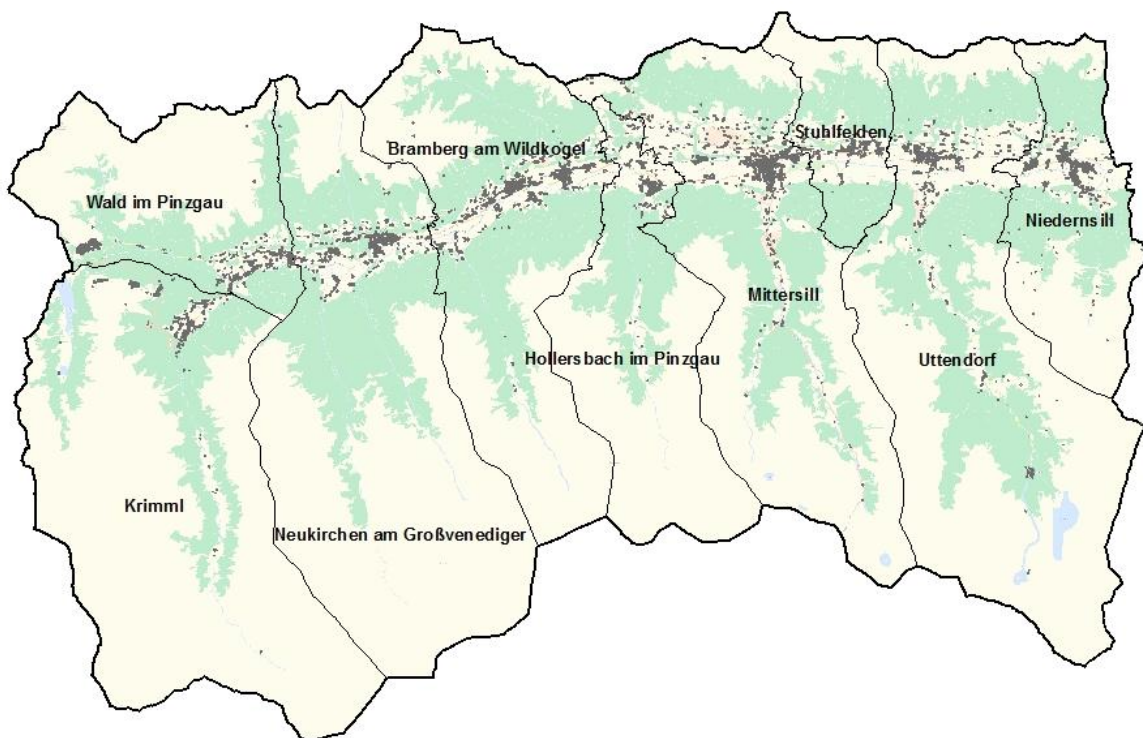 Stuhlfelden
Bramberg am Wildkogel
Wald im Pinzgau
Niedernsill
Mittersill
Hollersbach im Pinzgau
Uttendorf
Krimml
Neukirchen am Großvenediger